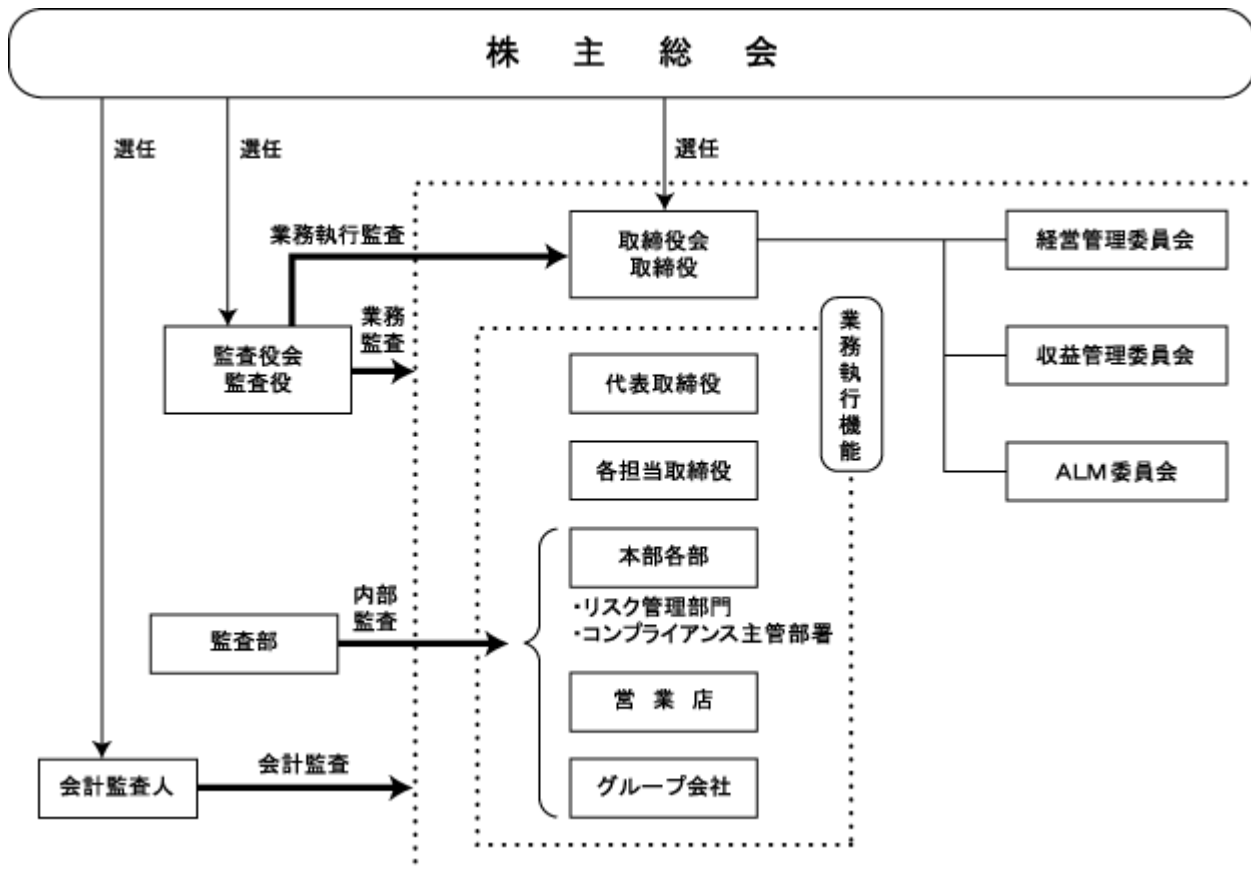 株主総会
選任
選任
選任
業務執行監査
取締役会
取締役
経営管理委員会
業務
監査
監査役会
監査役
業務執行機能
収益管理委員会
代表取締役
各担当取締役
ALM委員会
本部各部
・リスク管理部門
・コンプライアンス主管部署
内部
監査
監査部
営業店
会計監査
会計監査人
グループ会社